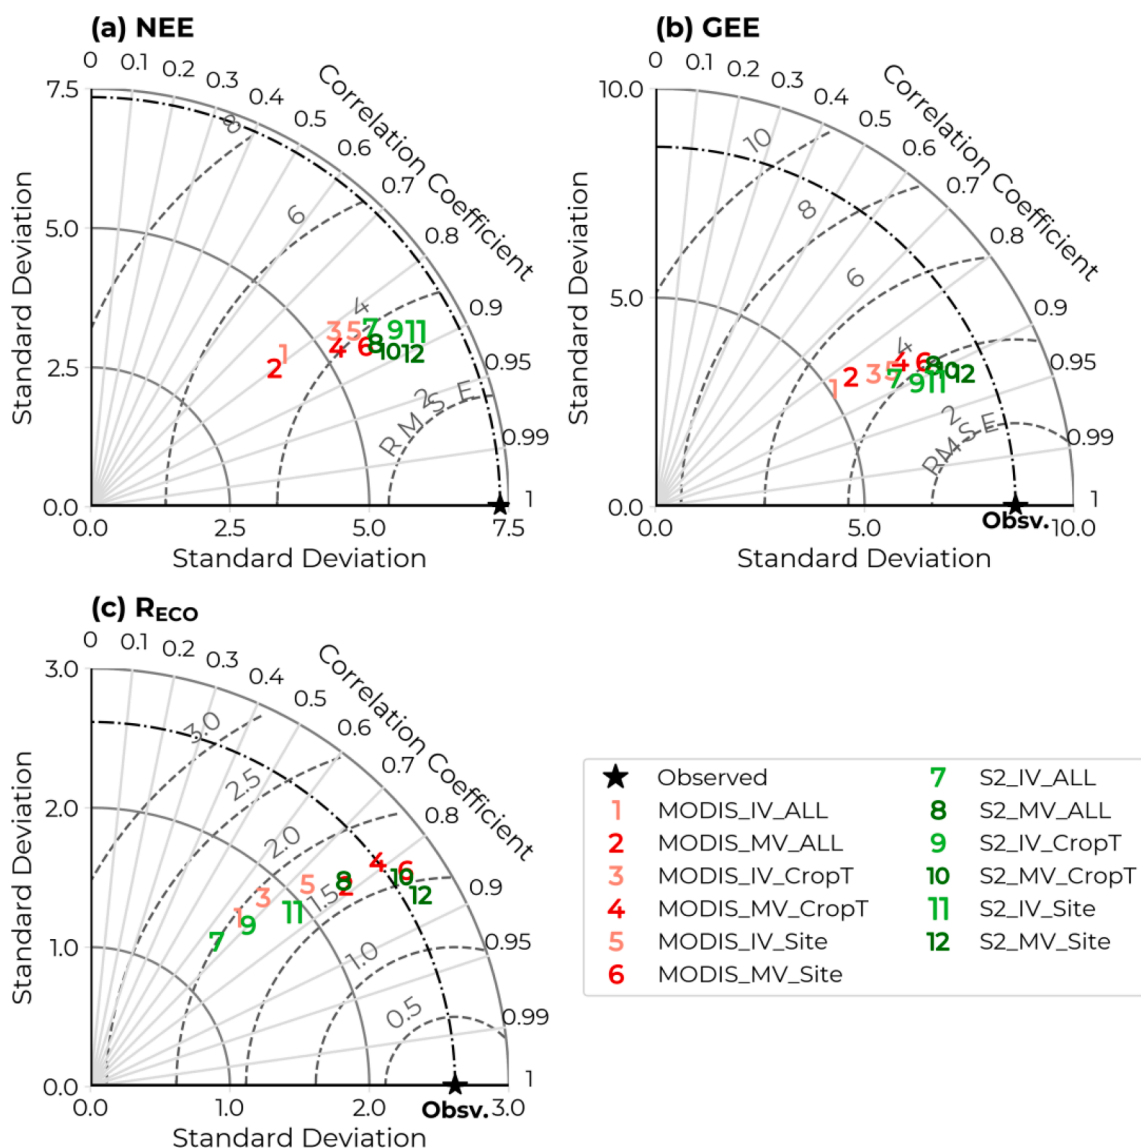 (a) NEE
0 0.1 0.2 0.3 0.4 0.5 0.6 0.7 0.8 0.9 0.95 0.99 1
Correlation Coefficient
7.5
5.0
2.5
0.0
Standard Deviation
8
6
4
2
RMSE
1 2 3 4 5 6 7 8 9 10 11 12
0.0 2.5 5.0 7.5
Standard Deviation
(b) GEE
0 0.1 0.2 0.3 0.4 0.5 0.6 0.7 0.8 0.9 0.95 0.99 1
Correlation Coefficient
10.0
5.0
0.0
Standard Deviation
10
8
6
4
2
RMSE
1 2 3 4 5 6 7 8 9 10 11 12
0.0 5.0 Obsv. 10.0
Standard Deviation
(c) RECO
0 0.1 0.2 0.3 0.4 0.5 0.6 0.7 0.8 0.9 0.95 0.99 1
Correlation Coefficient
3.0
2.0
1.0
0.0
Standard Deviation
3.0
2.5
2.0
1.5
1.0
0.5
1 2 3 4 5 6 7 8 9 10 11 12
0.0 1.0 2.0 Obsv. 3.0
Standard Deviation
Observed
1 MODIS_IV_ALL
2 MODIS_MV_ALL
3 MODIS_IV_CropT
4 MODIS_MV_CropT
5 MODIS_IV_Site
6 MODIS_MV_Site
7 S2_IV_ALL
8 S2_MV_ALL
9 S2_IV_CropT
10 S2_MV_CropT
11 S2_IV_Site
12 S2_MV_Site